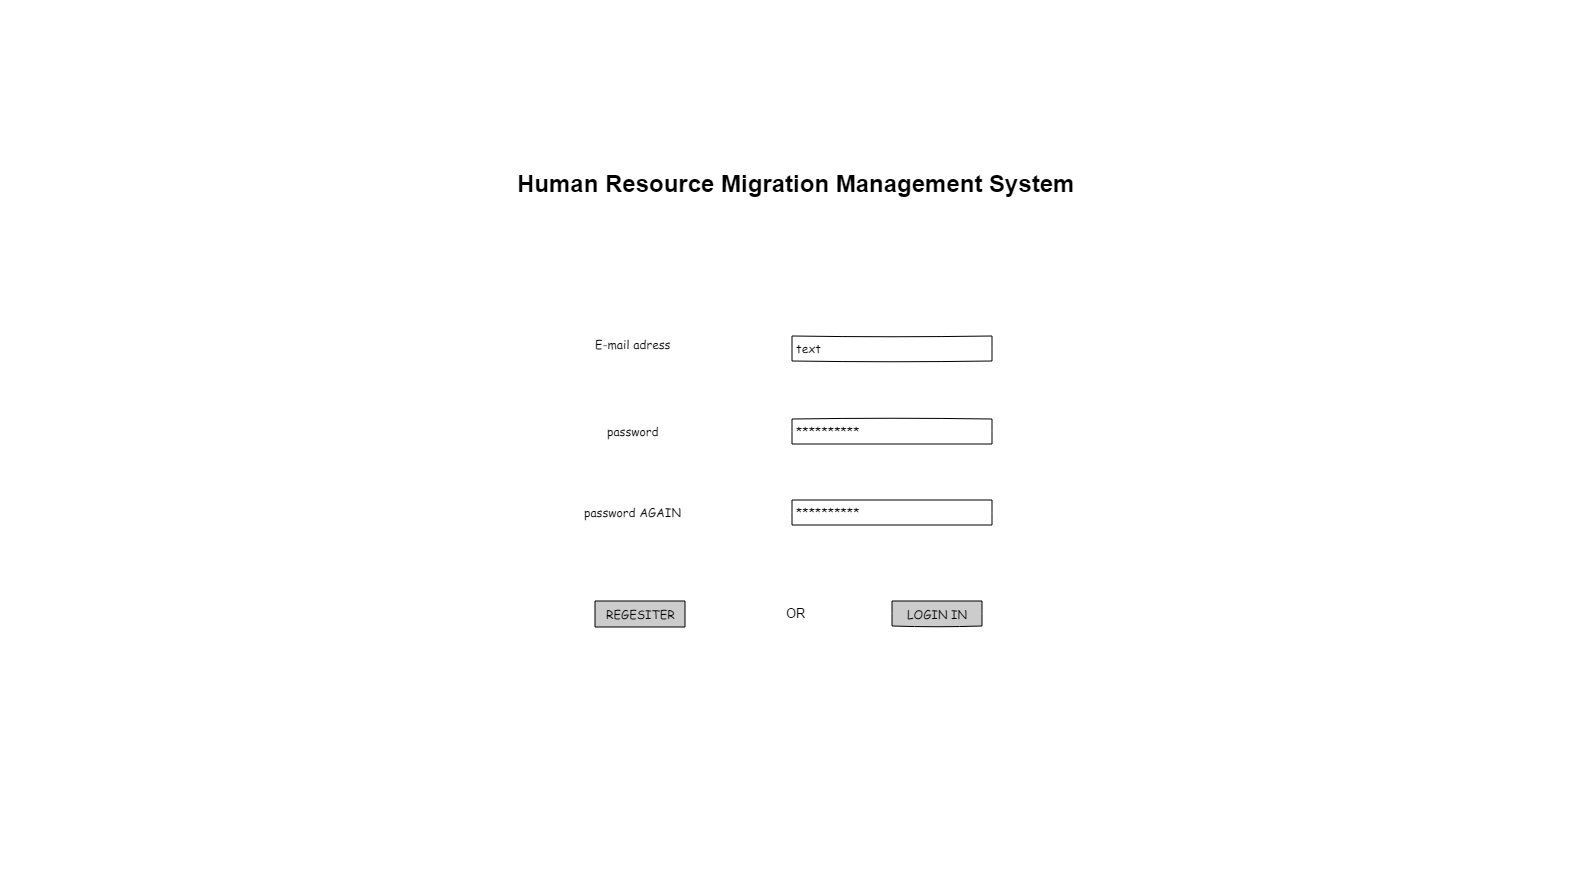 Human Resource Migration Management System
E-mail adress
text
password
**********
password AGAIN
**********
REGESITER
OR
LOGIN IN